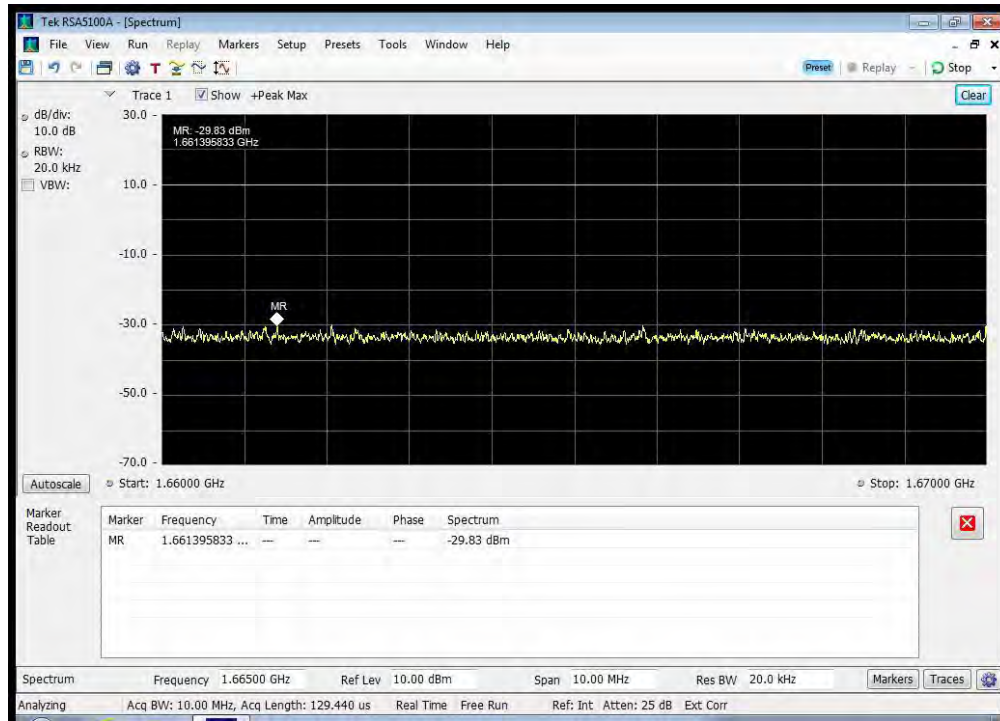 Tek RSA5100A - [Spectrum]
File View Run Replay Markers Setup Presets Tools Window Help
T Preset Replay Stop
Trace 1 Show +Peak Max Clear
dB/div:
10.0 dB
RBW:
20.0 kHz
VBW:
30.0
10.0
-10.0
-30.0
-50.0
-70.0
MR: -29.83 dBm
1.661395833 GHz
MR
Autoscale Start: 1.66000 GHz Stop: 1.67000 GHz
Marker
Readout
Table
Marker Frequency Time Amplitude Phase Spectrum
MR 1.661395833 ... --- --- --- -29.83 dBm
Spectrum Frequency 1.66500 GHz Ref Lev 10.00 dBm Span 10.00 MHz Res BW 20.0 kHz Markers Traces
Analyzing Acq BW: 10.00 MHz, Acq Length: 129.440 us Real Time Free Run Ref: Int Atten: 25 dB Ext Corr